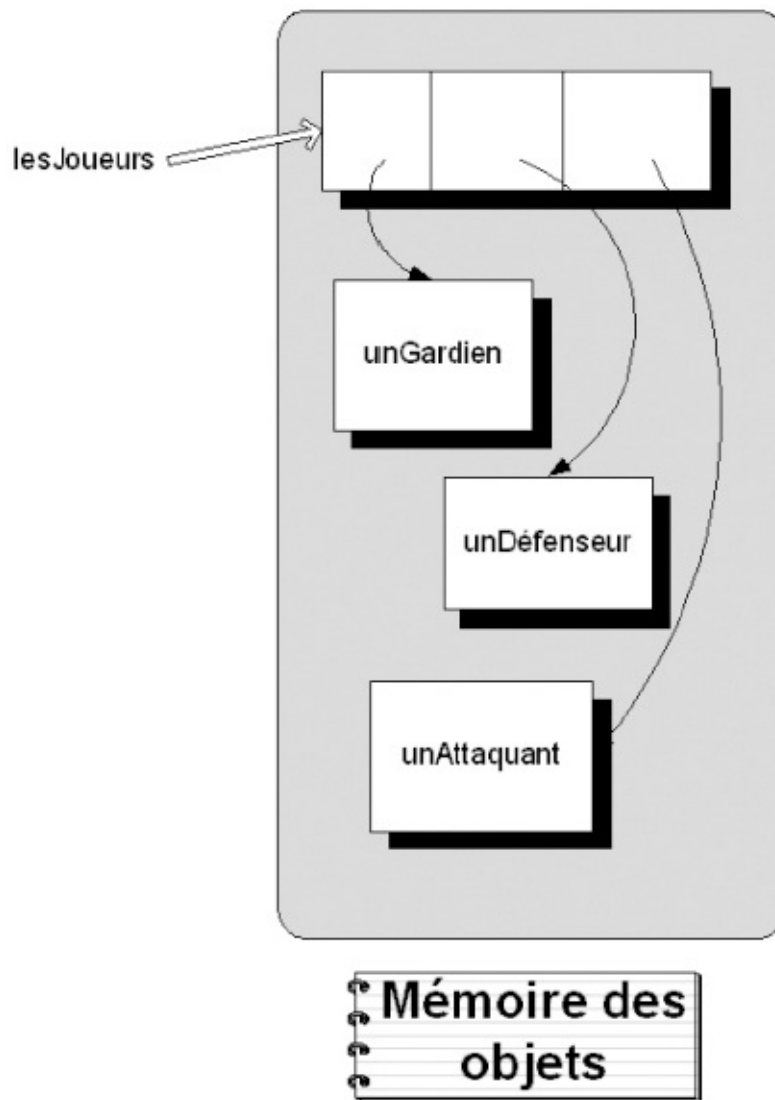 lesJoueurs
unGardien
unDéfenseur
unAttaquant
Mémoire des
objets